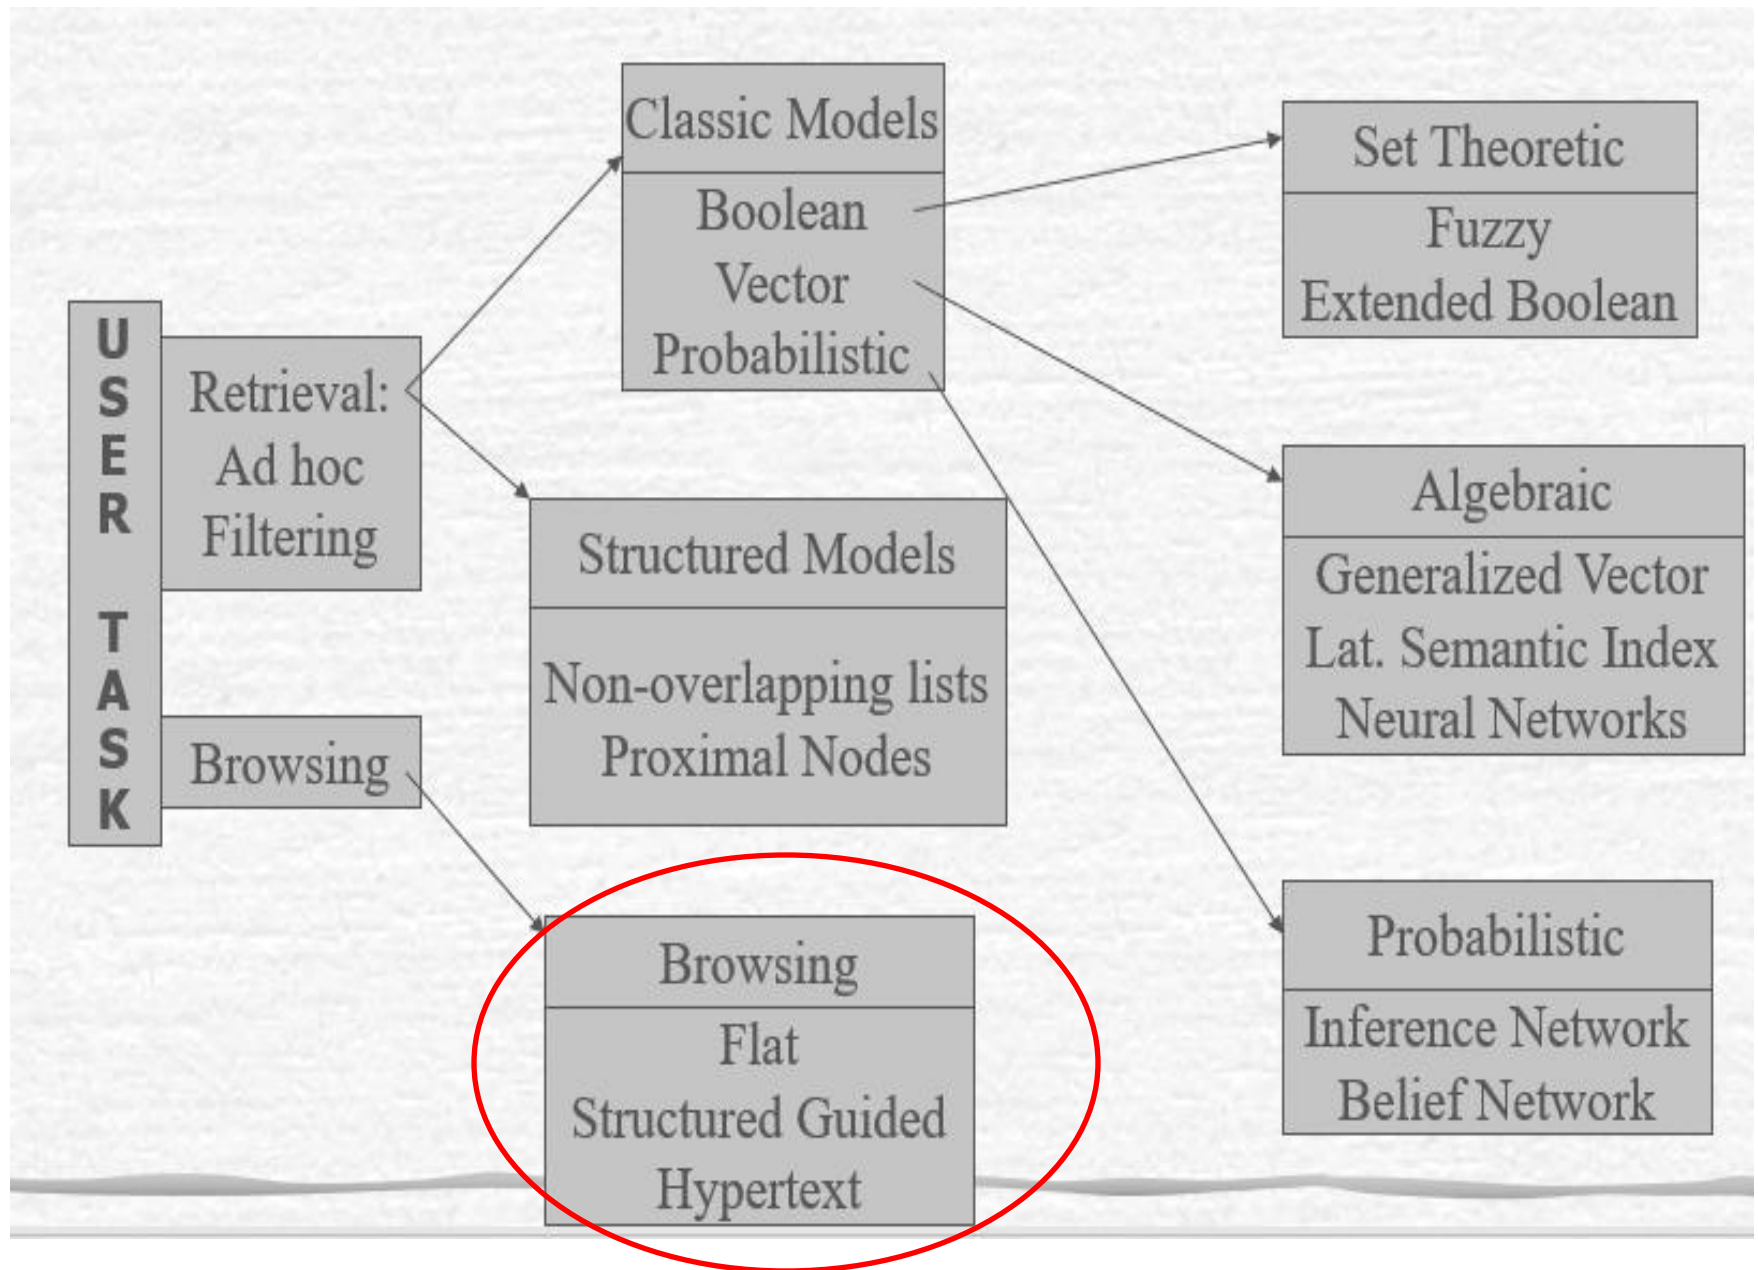 USER TASK
Retrieval:
Ad hoc
Filtering
Browsing
Classic Models
Boolean
Vector
Probabilistic
Structured Models
Non-overlapping lists
Proximal Nodes
Browsing
Flat
Structured Guided
Hypertext
Set Theoretic
Fuzzy
Extended Boolean
Algebraic
Generalized Vector
Lat. Semantic Index
Neural Networks
Probabilistic
Inference Network
Belief Network